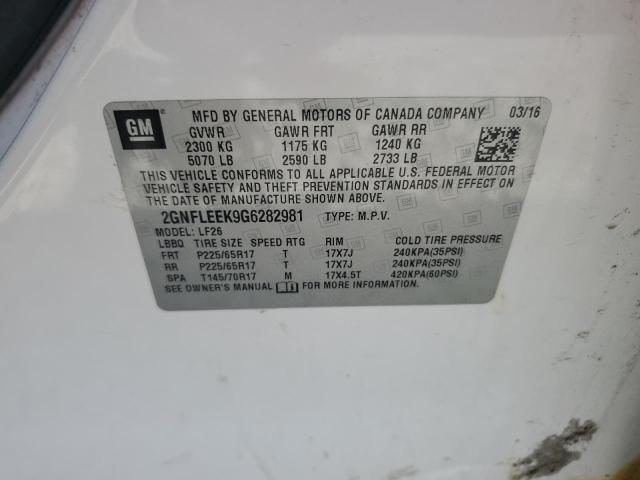 GM
MFD BY GENERAL MOTORS OF CANADA COMPANY 03/16
GVWR GAWR FRT GAWR RR
2300 KG 1175 KG 1240 KG
5070 LB 2590 LB 2733 LB
THIS VEHICLE CONFORMS TO ALL APPLICABLE U.S. FEDERAL MOTOR
VEHICLE SAFETY AND THEFT PREVENTION STANDARDS IN EFFECT ON
THE DATE OF MANUFACTURE SHOWN ABOVE.
2GNFLEEK9G6282981 TYPE: M.P.V.
MODEL: LF26
LBBQ TIRE SIZE SPEED RTG RIM COLD TIRE PRESSURE
FRT P225/65R17 T 17X7J 240KPA(35PSI)
RR P225/65R17 T 17X7J 240KPA(35PSI)
SPA T145/70R17 M 17X4.5T 420KPA(60PSI)
SEE OWNER'S MANUAL FOR MORE INFORMATION.